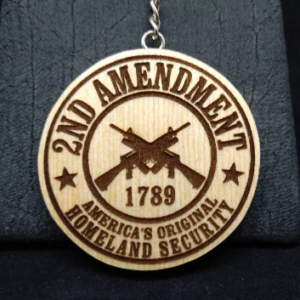 2ND AMENDMENT
1789
AMERICA'S ORIGINAL
HOMELAND SECURITY